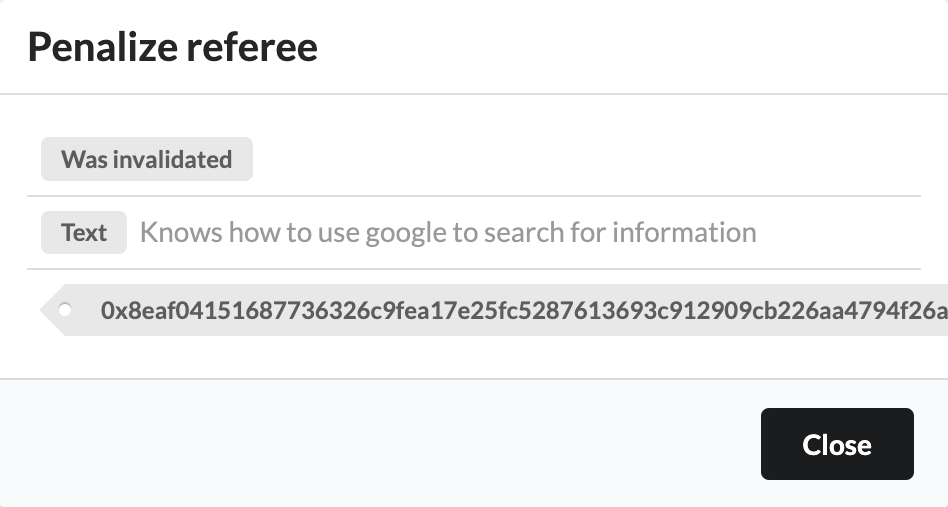 Penalize referee
Was invalidated
Text Knows how to use google to search for information
0x8eaf04151687736326c9fea17e25fc5287613693c912909cb226aa4794f26a
Close